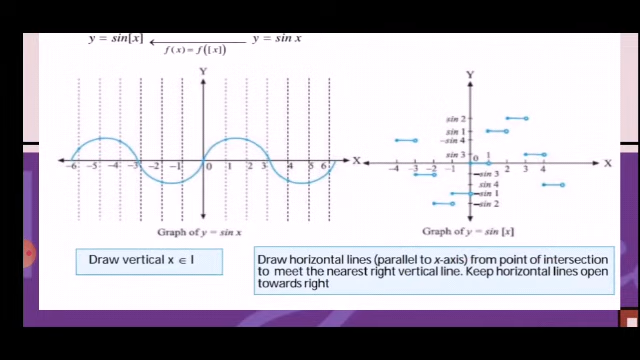 y = sin[x] y = sin x
f(x) = f([x])
Y
X
-6 -5 -4 -3 -2 -1 0 1 2 3 4 5 6
Graph of y = sin x
Y
sin 2
sin 1
-sin 4
sin 3
0 1
X
-4 -3 -2 -1 2 3 4
-sin 3
sin 4
-sin 1
-sin 2
Graph of y = sin [x]
Draw vertical x ∈ I
Draw horizontal lines (parallel to x-axis) from point of intersection
to meet the nearest right vertical line. Keep horizontal lines open
towards right